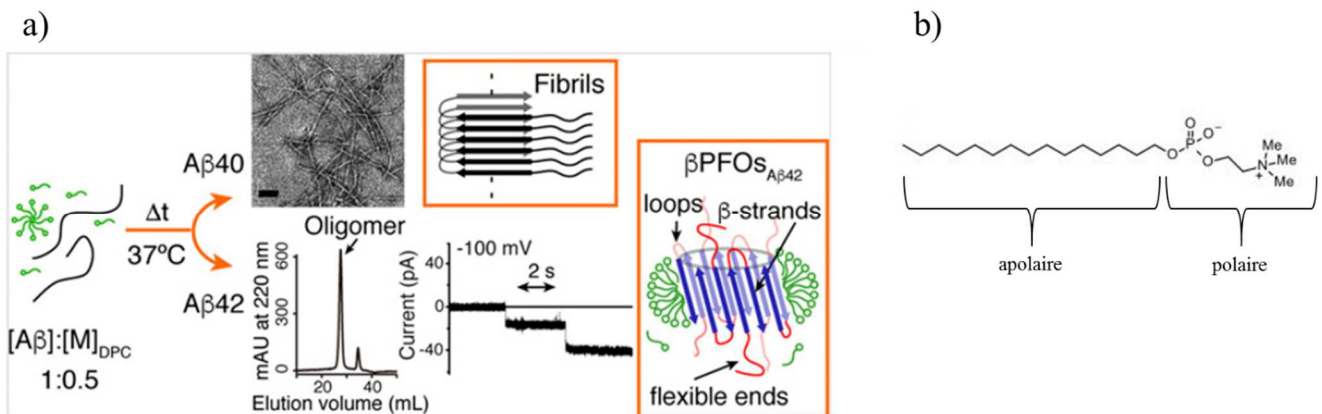 a)
b)
Fibrils
Aβ40
Δt
37ºC
Aβ42
[Aβ]:[M]DPC
1:0.5
Oligomer
mAU at 220 nm
600
300
0
20
40
Elution volume (mL)
-100 mV
2 s
Current (pA)
40
0
-40
βPFOsAβ42
loops
β-strands
flexible ends
O
P
O⁻
O
O
Me
N
Me
+
Me
apolaire
polaire